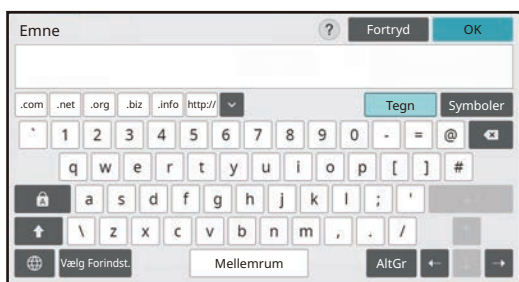 Emne ? Fortryd OK
.com .net .org .biz .info http:// Tegn Symboler
` 1 2 3 4 5 6 7 8 9 0 - = @
q w e r t y u i o p [ ] #
A a s d f g h j k l ; '
\ z x c v b n m , . /
Vælg Forindst. Mellemrum AltGr